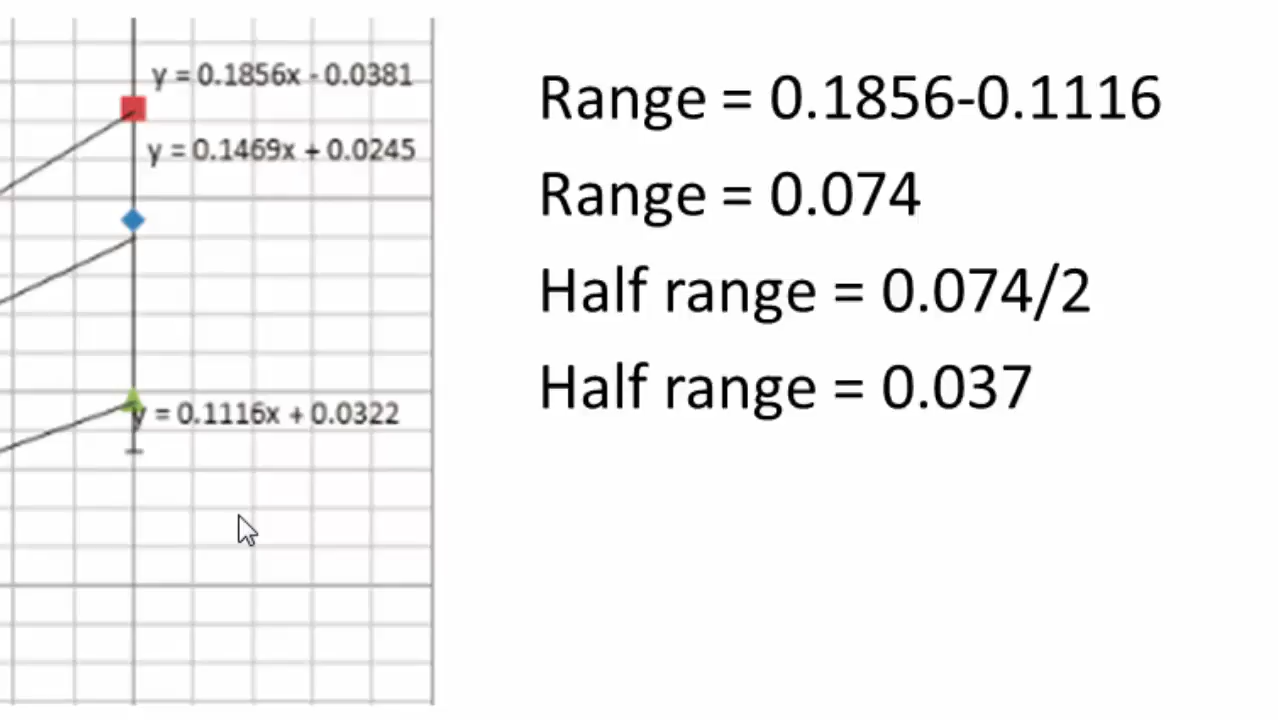 y = 0.1856x - 0.0381
y = 0.1469x + 0.0245
y = 0.1116x + 0.0322
Range = 0.1856-0.1116
Range = 0.074
Half range = 0.074/2
Half range = 0.037